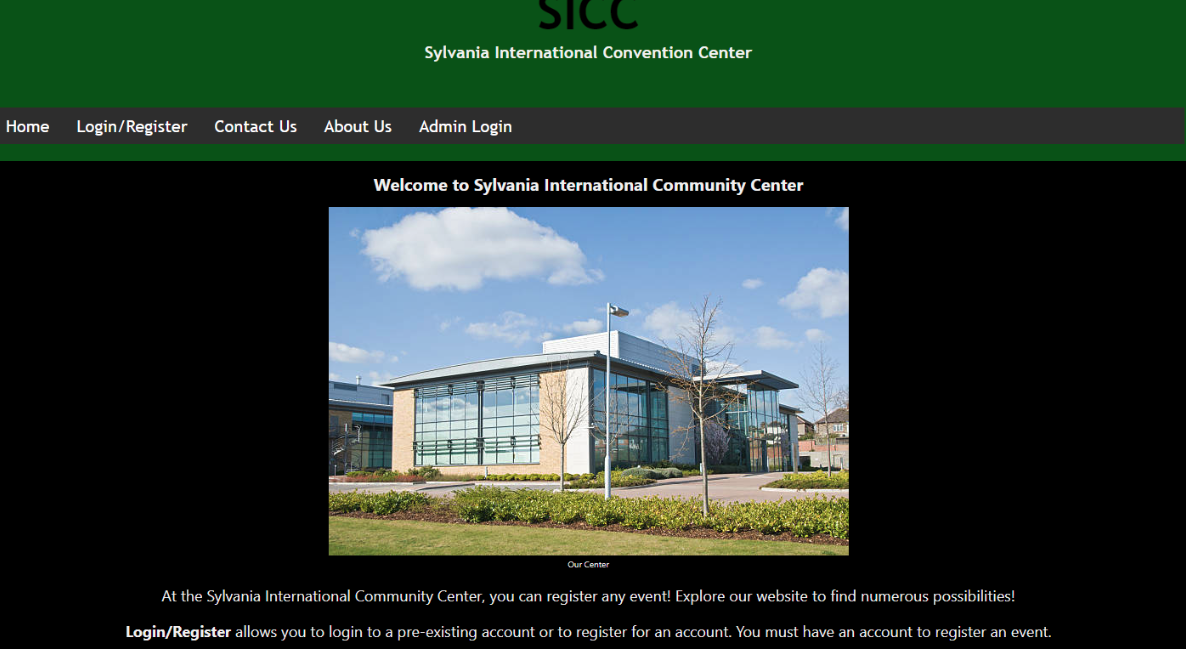 SICC
Sylvania International Convention Center
Home Login/Register Contact Us About Us Admin Login
Welcome to Sylvania International Community Center
Our Center
At the Sylvania International Community Center, you can register any event! Explore our website to find numerous possibilities!
Login/Register allows you to login to a pre-existing account or to register for an account. You must have an account to register an event.